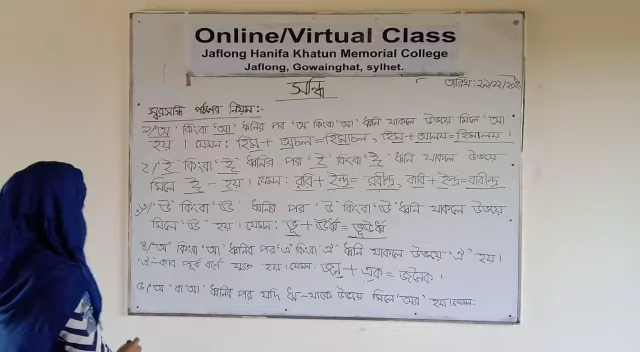 Online/Virtual Class
Jaflong Hanifa Khatun Memorial College
Jaflong, Gowainghat, sylhet.
সন্ধি
তারিখ:
স্বরসন্ধি গঠনের নিয়ম:-
১/ 'অ' কিংবা 'আ' ধ্বনির পর 'অ' কিংবা 'আ' ধ্বনি থাকলে উভয়ে মিলে 'আ'
হয়। যেমন: হিম + অচল = হিমাচল, হিম + আলয় = হিমালয়।
২/ 'ই' কিংবা 'ঈ' ধ্বনির পর 'ই' কিংবা 'ঈ' ধ্বনি থাকলে উভয়ে
মিলে ঈ - হয়। যেমন: রবি + ইন্দ্র = রবীন্দ্র, বারি + ইন্দ্র = বারীন্দ্র
৩/ 'উ' কিংবা 'ঊ' ধ্বনির পর 'উ' কিংবা 'ঊ' ধ্বনি থাকলে উভয়ে
মিলে 'ঊ' হয়। যেমন: ভূ + ঊর্ধ্ব =
৪/ 'অ' কিংবা 'আ' ধ্বনির পর 'এ' কিংবা 'ঐ' ধ্বনি থাকলে উভয়ে 'ঐ' হয়।
'ঐ'-কার পূর্ব বর্ণে যুক্ত হয়। যেমন: জন + এক = জনৈক।
৫/ 'অ' বা 'আ' ধ্বনির পর যদি ঋ - থাকে উভয়ে মিলে 'অর' হয়। যেমন: